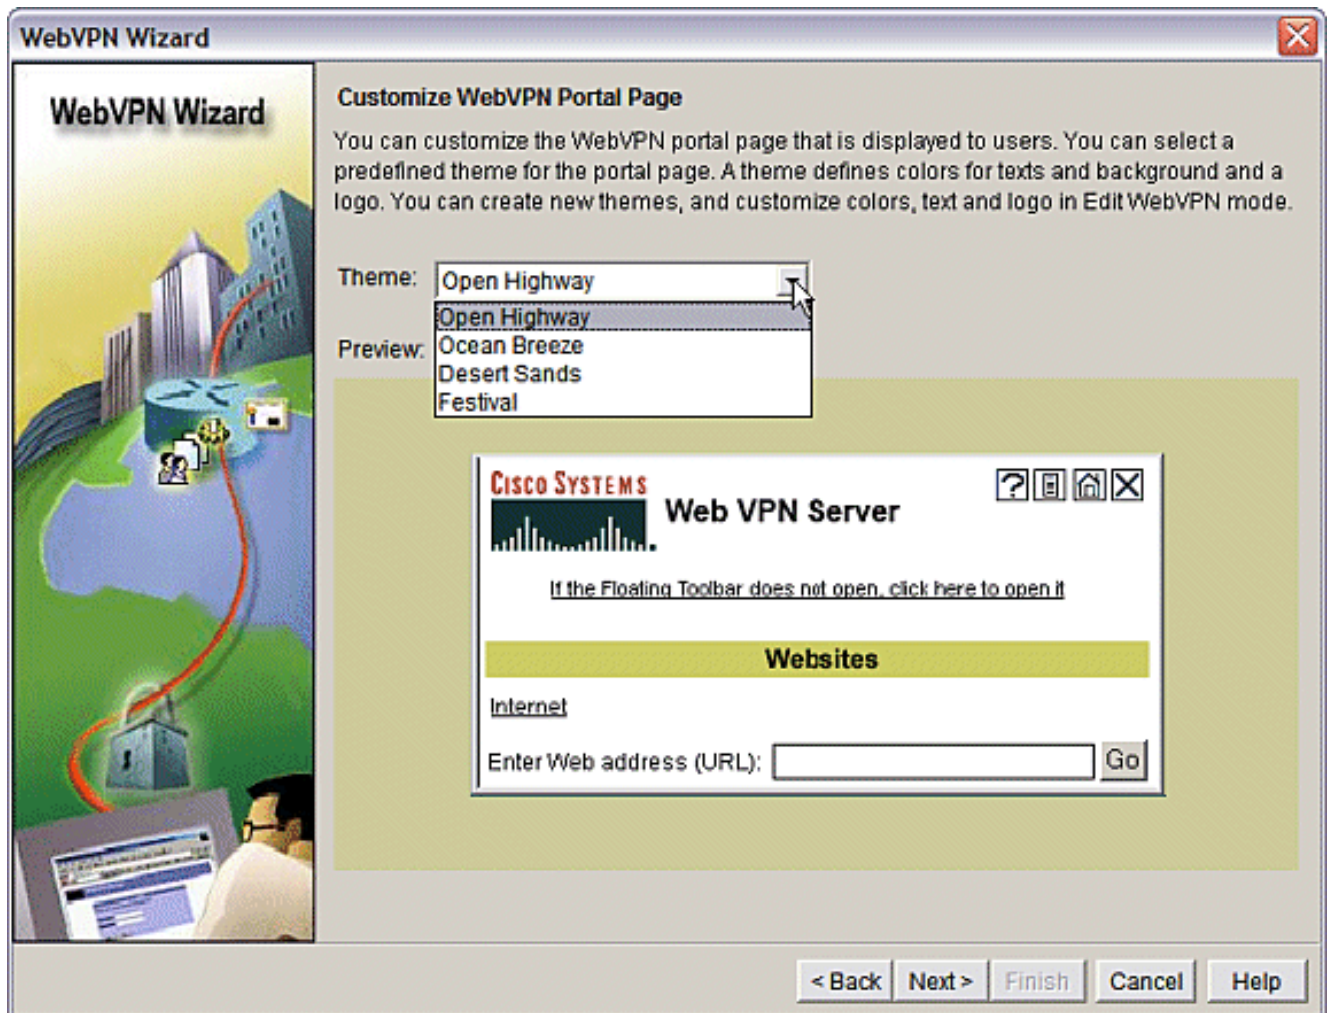 WebVPN Wizard
WebVPN Wizard
Customize WebVPN Portal Page
You can customize the WebVPN portal page that is displayed to users. You can select a
predefined theme for the portal page. A theme defines colors for texts and background and a
logo. You can create new themes, and customize colors, text and logo in Edit WebVPN mode.
Theme:
Open Highway
Open Highway
Ocean Breeze
Desert Sands
Festival
Preview:
CISCO SYSTEMS
Web VPN Server
?
If the Floating Toolbar does not open, click here to open it
Websites
Internet
Enter Web address (URL):
Go
< Back
Next >
Finish
Cancel
Help